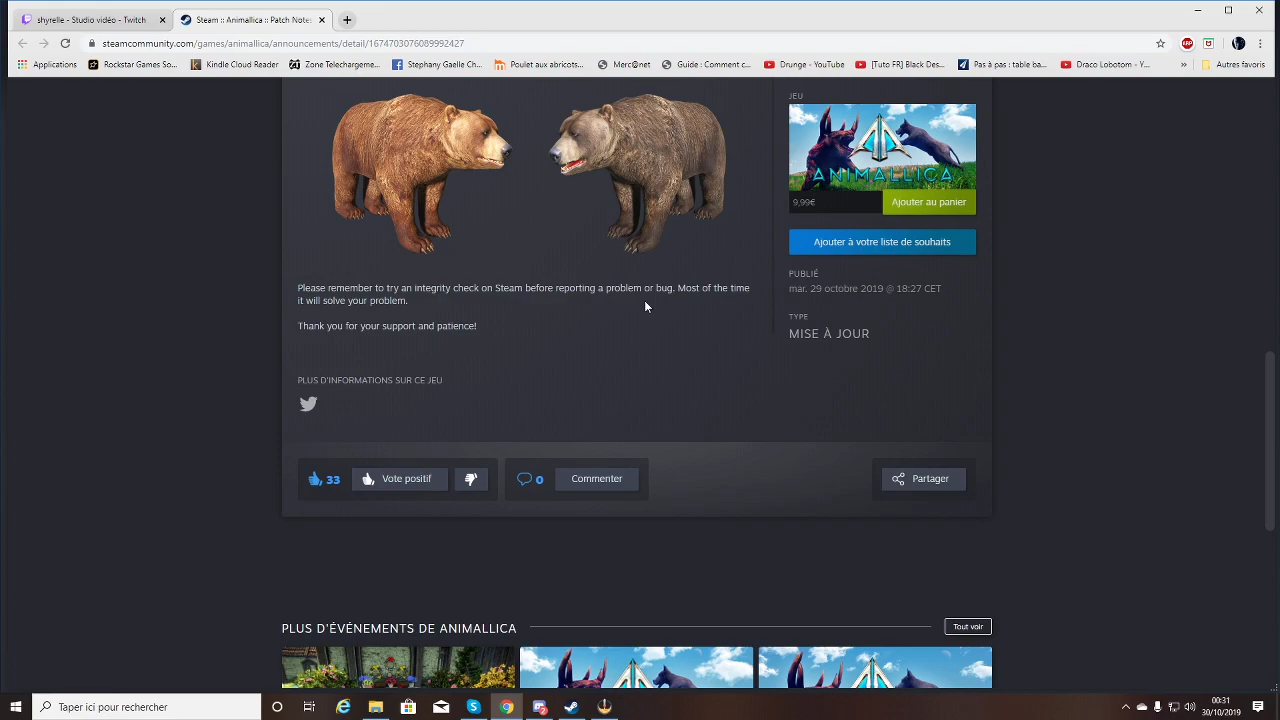 shyrelle - Studio vidéo - Twitch
Steam :: Animallica :: Patch Notes
steamcommunity.com/games/animallica/announcements/detail/1674703076089992427
Applications
Rockstar Games So...
Kindle Cloud Reader
Zone Telechargeme...
Stephany Gaille Ch...
Poulet aux abricots...
Merc@net
Guide : Comment c...
Drunge - YouTube
[Tuto FR] Black Des...
Pas à pas : table ba...
Draco Lobotom - Y...
»
Autres favoris
JEU
ANIMALLICA
9,99€
Ajouter au panier
Ajouter à votre liste de souhaits
PUBLIÉ
mar. 29 octobre 2019 @ 18:27 CET
TYPE
MISE À JOUR
Please remember to try an integrity check on Steam before reporting a problem or bug. Most of the time
it will solve your problem.
Thank you for your support and patience!
PLUS D'INFORMATIONS SUR CE JEU
33
Vote positif
0
Commenter
Partager
PLUS D'ÉVÉNEMENTS DE ANIMALLICA
Tout voir
Taper ici pour rechercher
00:31
30/10/2019